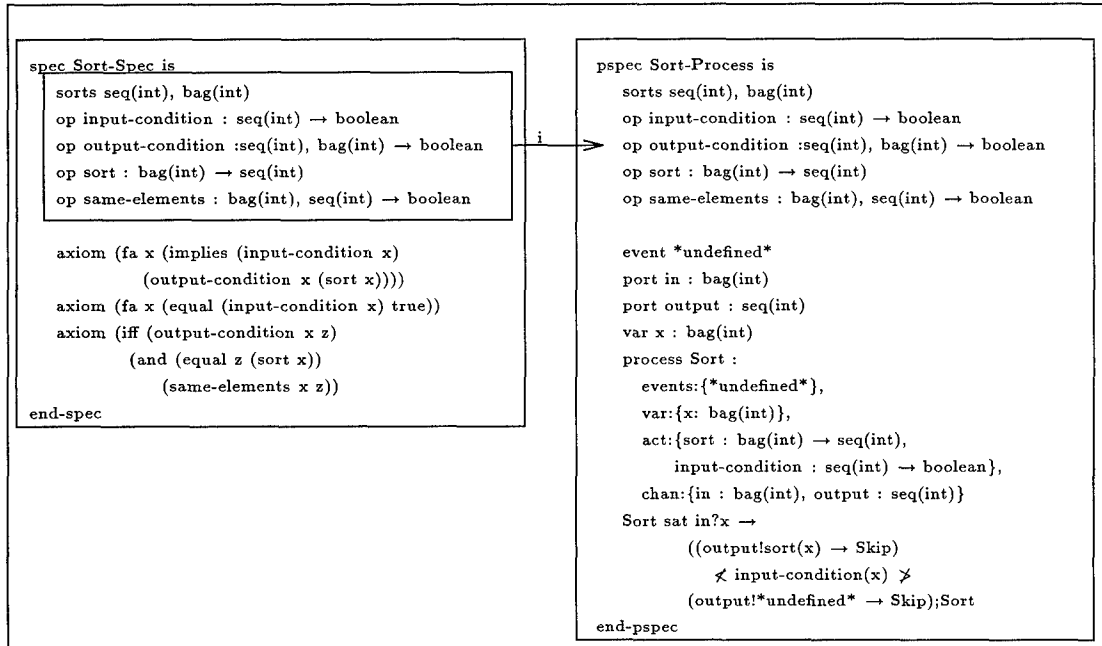 spec Sort-Spec is
sorts seq(int), bag(int)
op input-condition : seq(int) → boolean
op output-condition :seq(int), bag(int) → boolean
op sort : bag(int) → seq(int)
op same-elements : bag(int), seq(int) → boolean
axiom (fa x (implies (input-condition x)
(output-condition x (sort x))))
axiom (fa x (equal (input-condition x) true))
axiom (iff (output-condition x z)
(and (equal z (sort x))
(same-elements x z))
end-spec
i
pspec Sort-Process is
sorts seq(int), bag(int)
op input-condition : seq(int) → boolean
op output-condition :seq(int), bag(int) → boolean
op sort : bag(int) → seq(int)
op same-elements : bag(int), seq(int) → boolean
event *undefined*
port in : bag(int)
port output : seq(int)
var x : bag(int)
process Sort :
events:{*undefined*},
var:{x: bag(int)},
act:{sort : bag(int) → seq(int),
input-condition : seq(int) → boolean},
chan:{in : bag(int), output : seq(int)}
Sort sat in?x →
((output!sort(x) → Skip)
≮ input-condition(x) ≯
(output!*undefined* → Skip);Sort
end-pspec